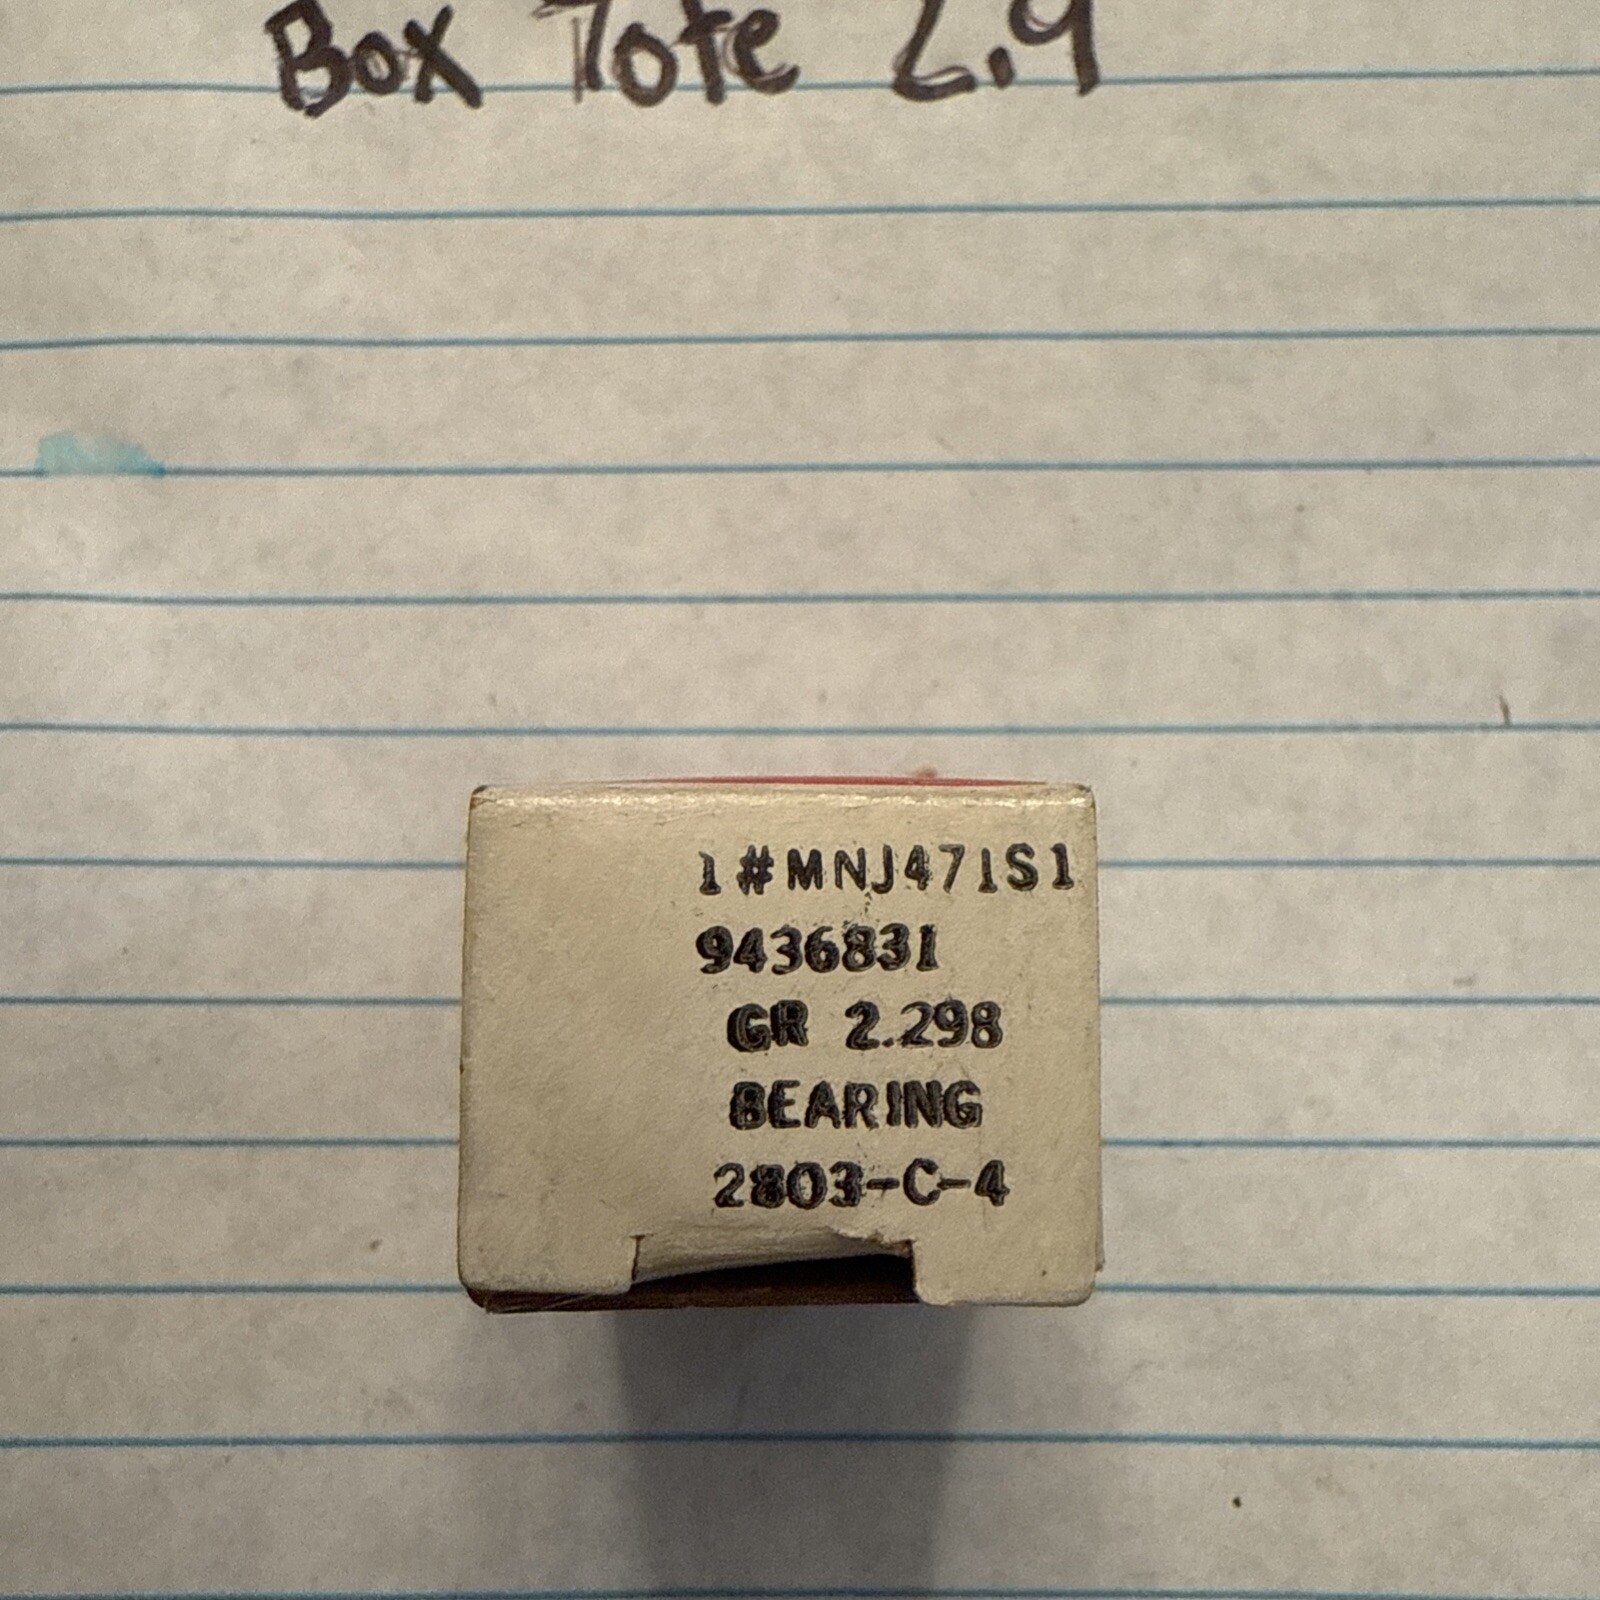 Box Tote 2.9
1#MNJ471S1
9436831
GR 2.298
BEARING
2803-C-4